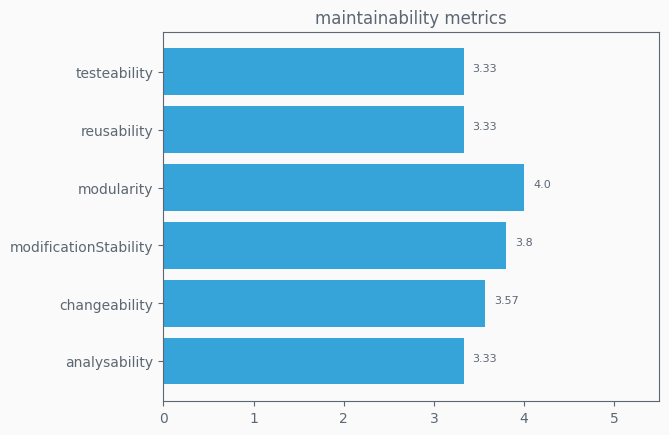 maintainability metrics
testeability 3.33
reusability 3.33
modularity 4.0
modificationStability 3.8
changeability 3.57
analysability 3.33
0 1 2 3 4 5